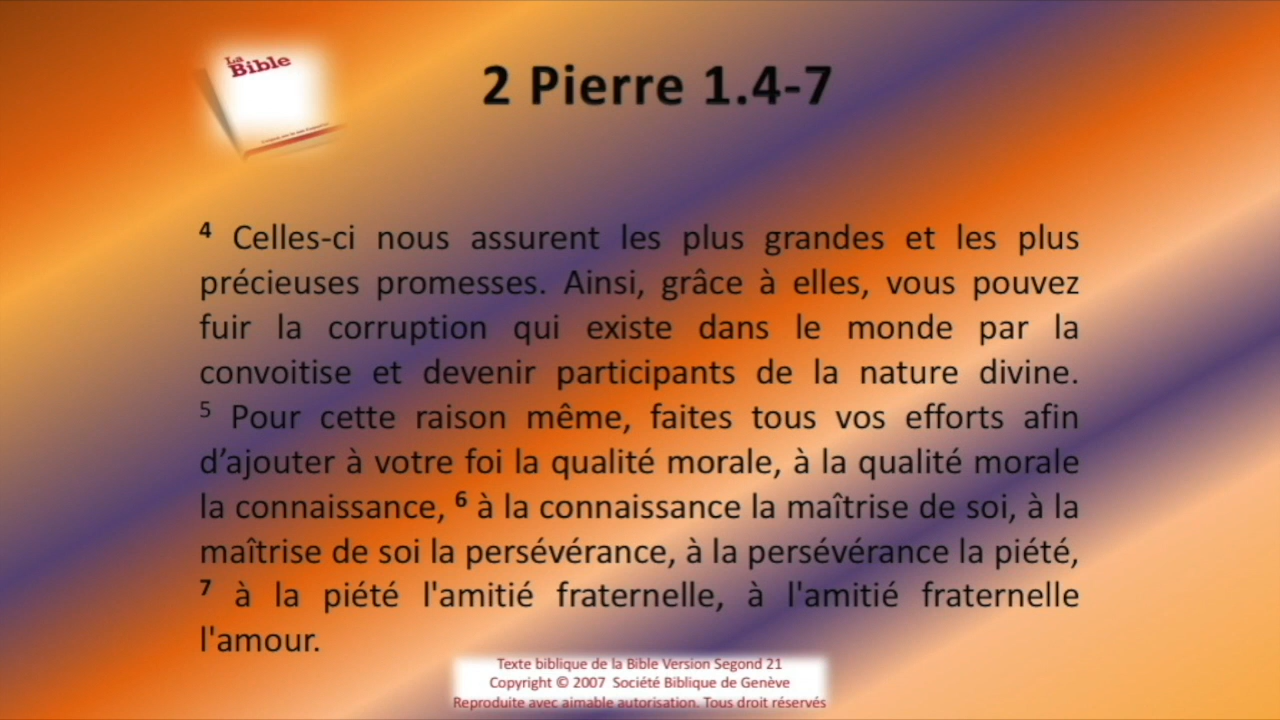 La
Bible
2 Pierre 1.4-7
4 Celles-ci nous assurent les plus grandes et les plus
précieuses promesses. Ainsi, grâce à elles, vous pouvez
fuir la corruption qui existe dans le monde par la
convoitise et devenir participants de la nature divine.
5 Pour cette raison même, faites tous vos efforts afin
d’ajouter à votre foi la qualité morale, à la qualité morale
la connaissance, 6 à la connaissance la maîtrise de soi, à la
maîtrise de soi la persévérance, à la persévérance la piété,
7 à la piété l'amitié fraternelle, à l'amitié fraternelle
l'amour.
Texte biblique de la Bible Version Segond 21
Copyright © 2007 Société Biblique de Genève
Reproduite avec aimable autorisation. Tous droit réservés